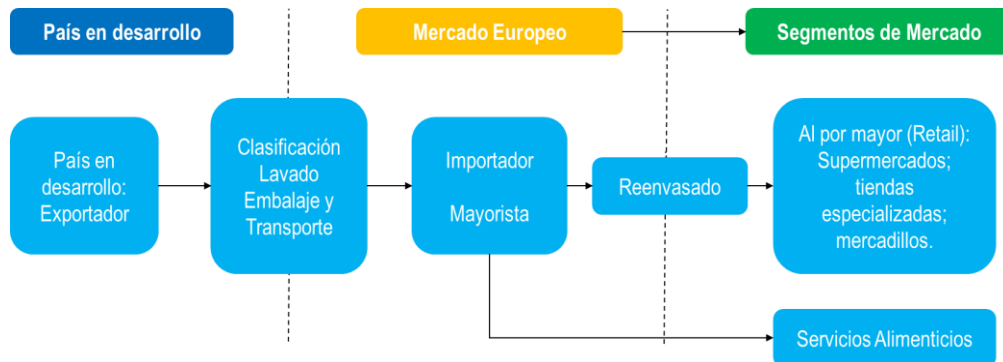 País en desarrollo
Mercado Europeo
Segmentos de Mercado
País en
desarrollo:
Exportador
Clasificación
Lavado
Embalaje y
Transporte
Importador
Mayorista
Reenvasado
Al por mayor (Retail):
Supermercados;
tiendas
especializadas;
mercadillos.
Servicios Alimenticios